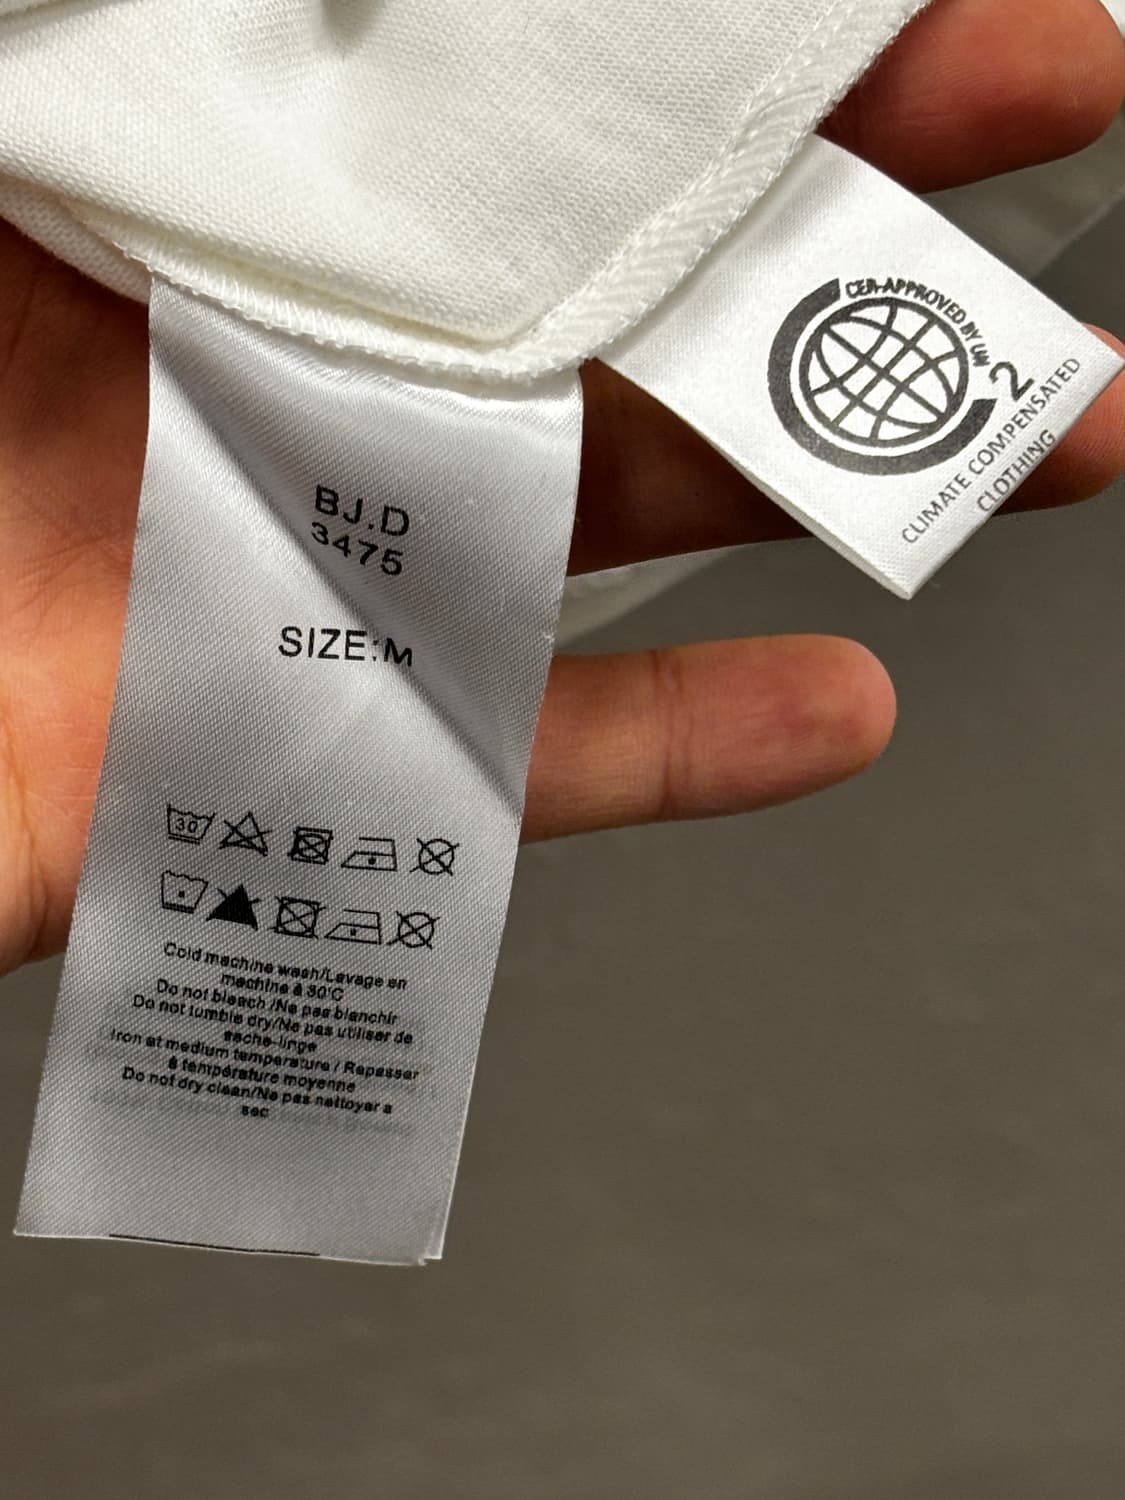 BJ.D
3475
SIZE:M
30
Cold machine wash/Lavage en
machine à 30°C
Do not bleach /Ne pas blanchir
Do not tumble dry/Ne pas utiliser de
sache-linge
Iron at medium temperature / Repasser
à température moyenne
Do not dry clean/Ne pas nettoyer a
sec
CER-APPROVED BY UN
2
CLIMATE COMPENSATED
CLOTHING